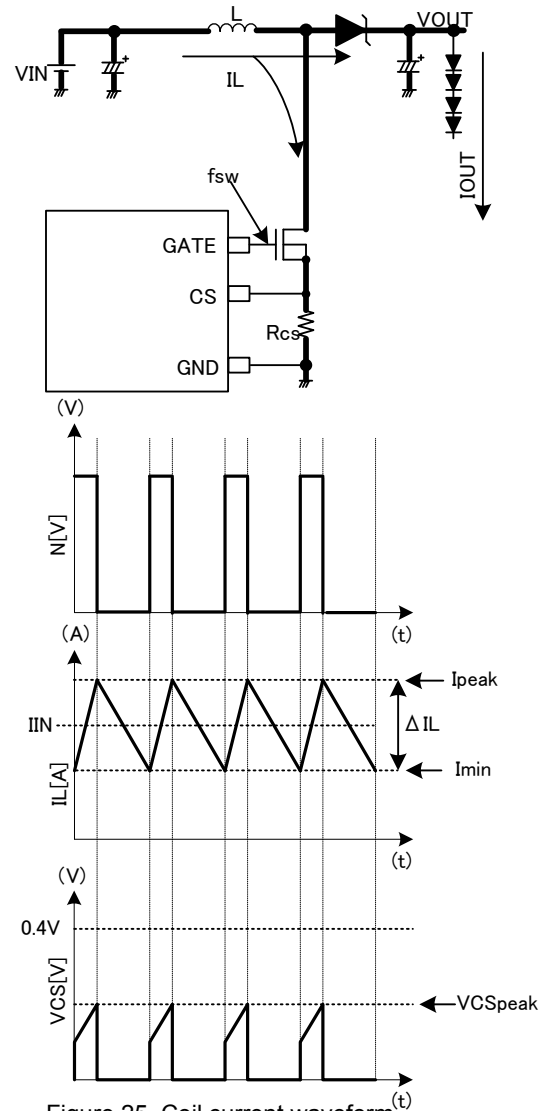 L
VOUT
VIN
IL
IOUT
fsw
GATE
CS
Rcs
GND
(V)
N[V]
(t)
(A)
Ipeak
IIN
ΔIL
IL[A]
Imin
(t)
(V)
0.4V
VCS[V]
VCSpeak
(t)
Figure 25. Coil current waveform